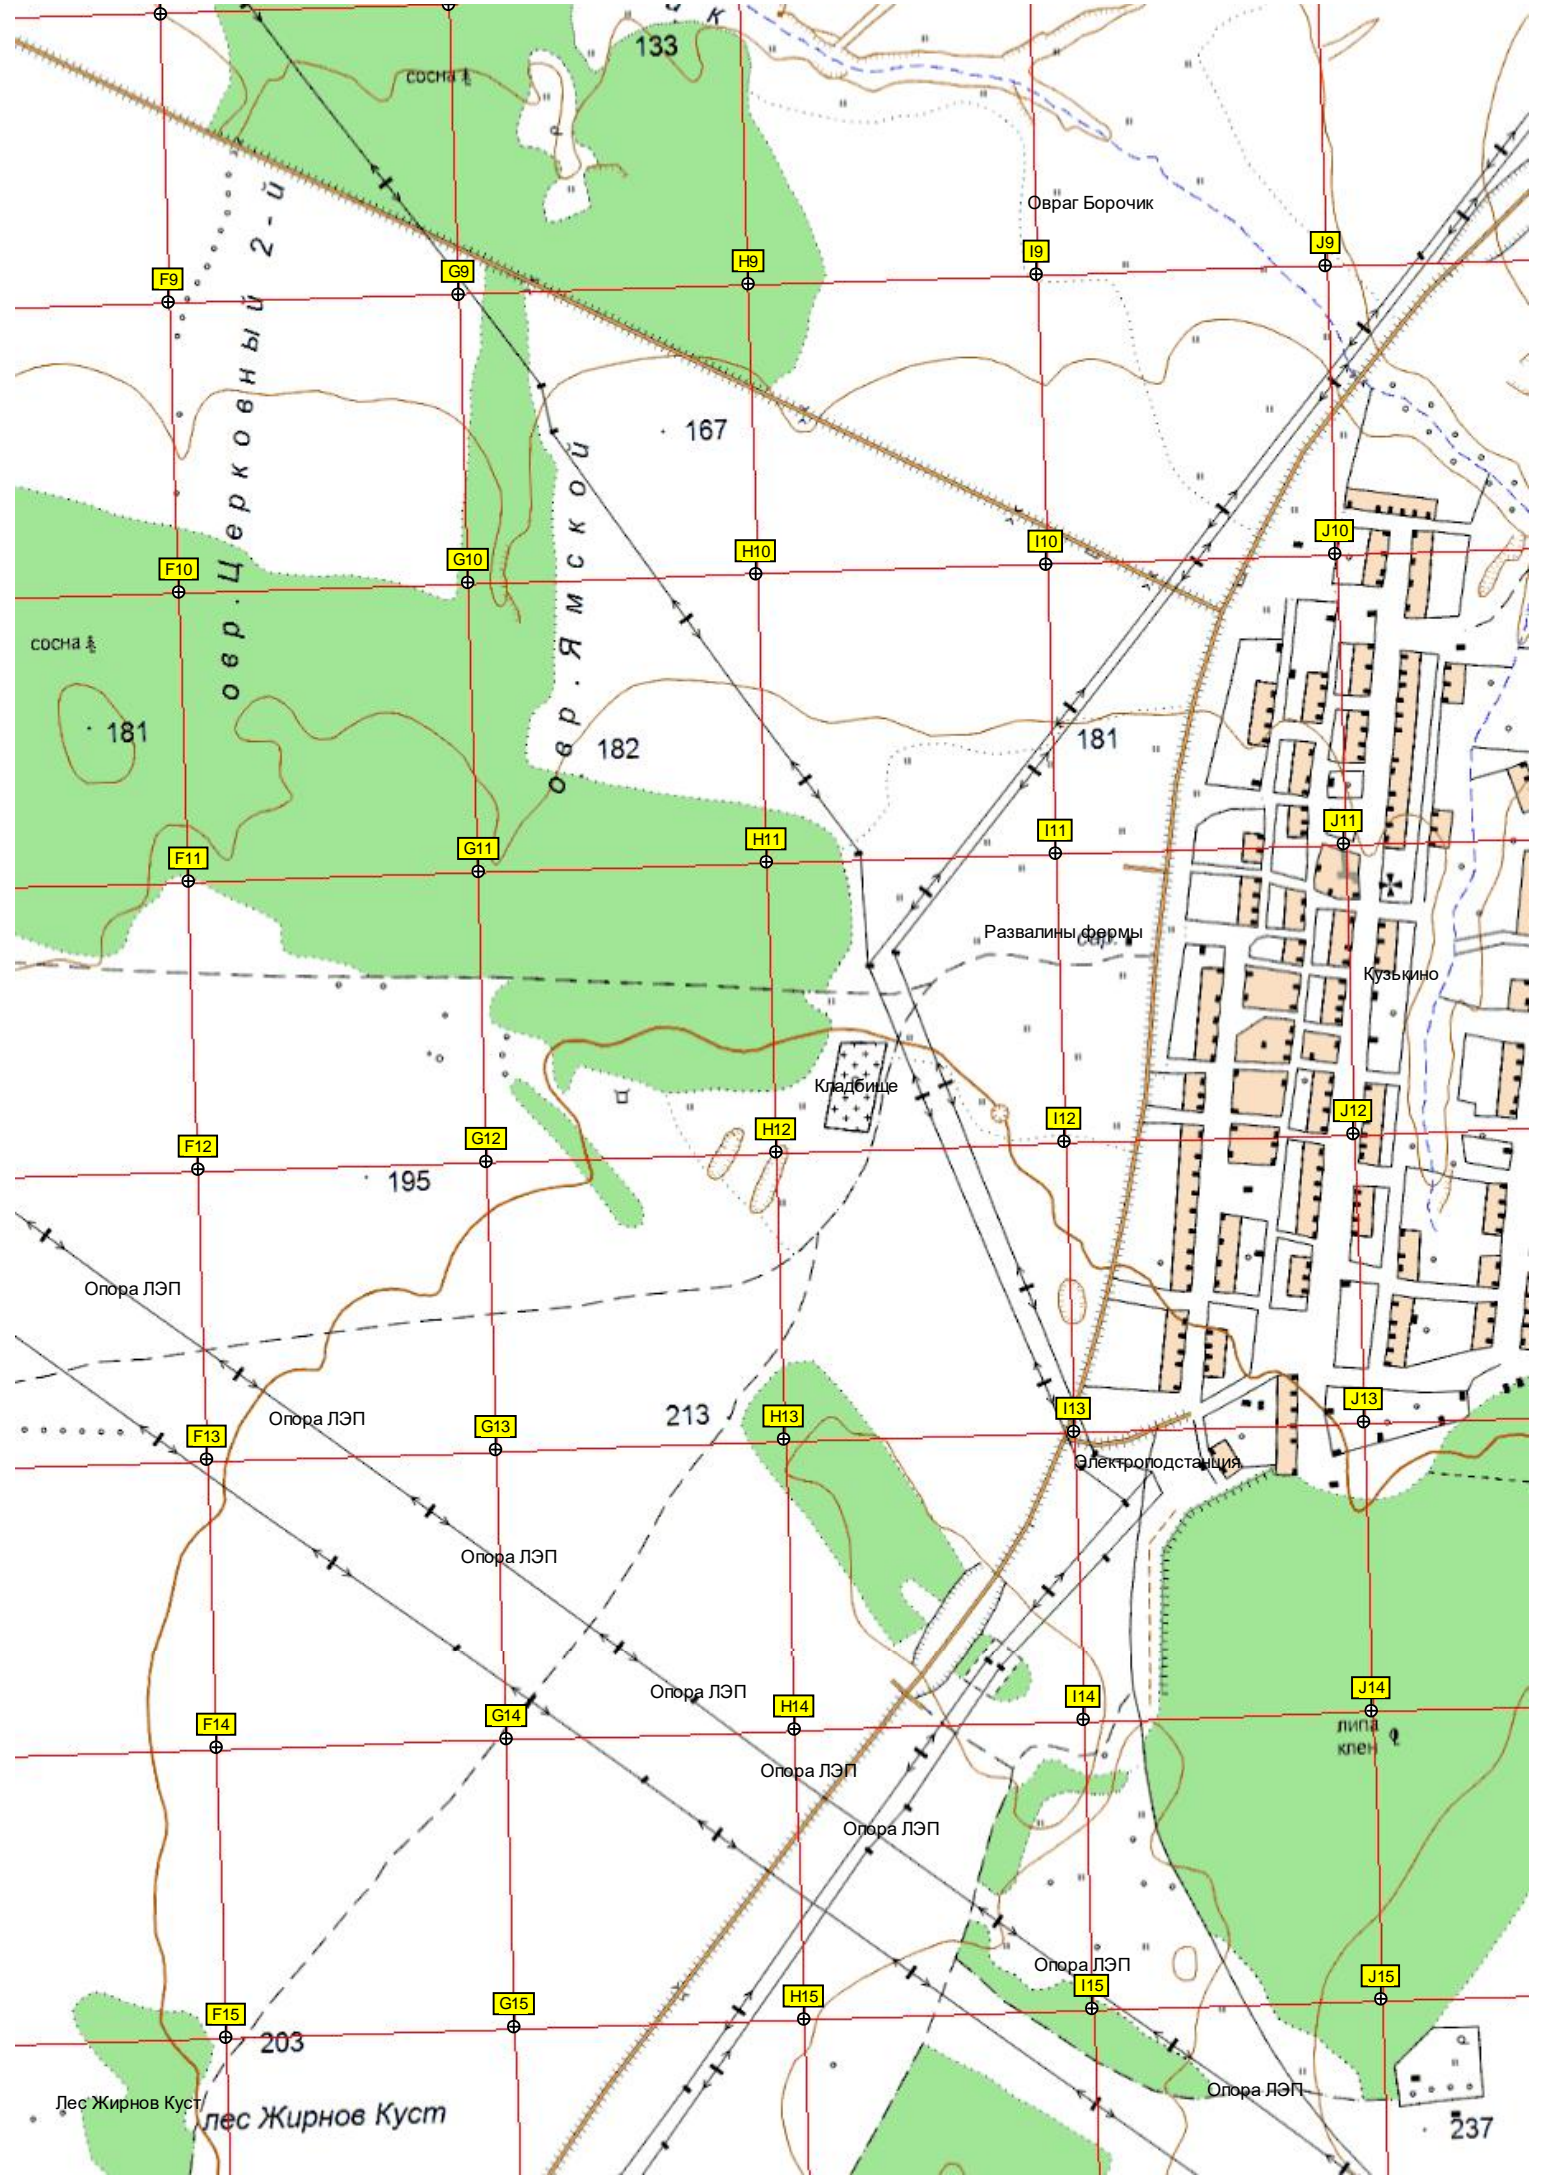 к
133
сосна
Овраг Борочик
J9
I9
H9
G9
F9
овр. Церковный 2-й
167
J10
I10
H10
G10
F10
сосна
овр. Ямской
181
182
181
J11
I11
H11
G11
F11
Развалины фермы
сар.
Кузькино
Кладбище
J12
I12
H12
G12
F12
195
Опора ЛЭП
J13
I13
H13
213
Опора ЛЭП
G13
F13
Электроподстанция
Опора ЛЭП
J14
I14
Опора ЛЭП
H14
G14
F14
липа
клен
Опора ЛЭП
Опора ЛЭП
Опора ЛЭП
J15
I15
H15
G15
F15
203
Опора ЛЭП
Лес Жирнов Куст
лес Жирнов Куст
237